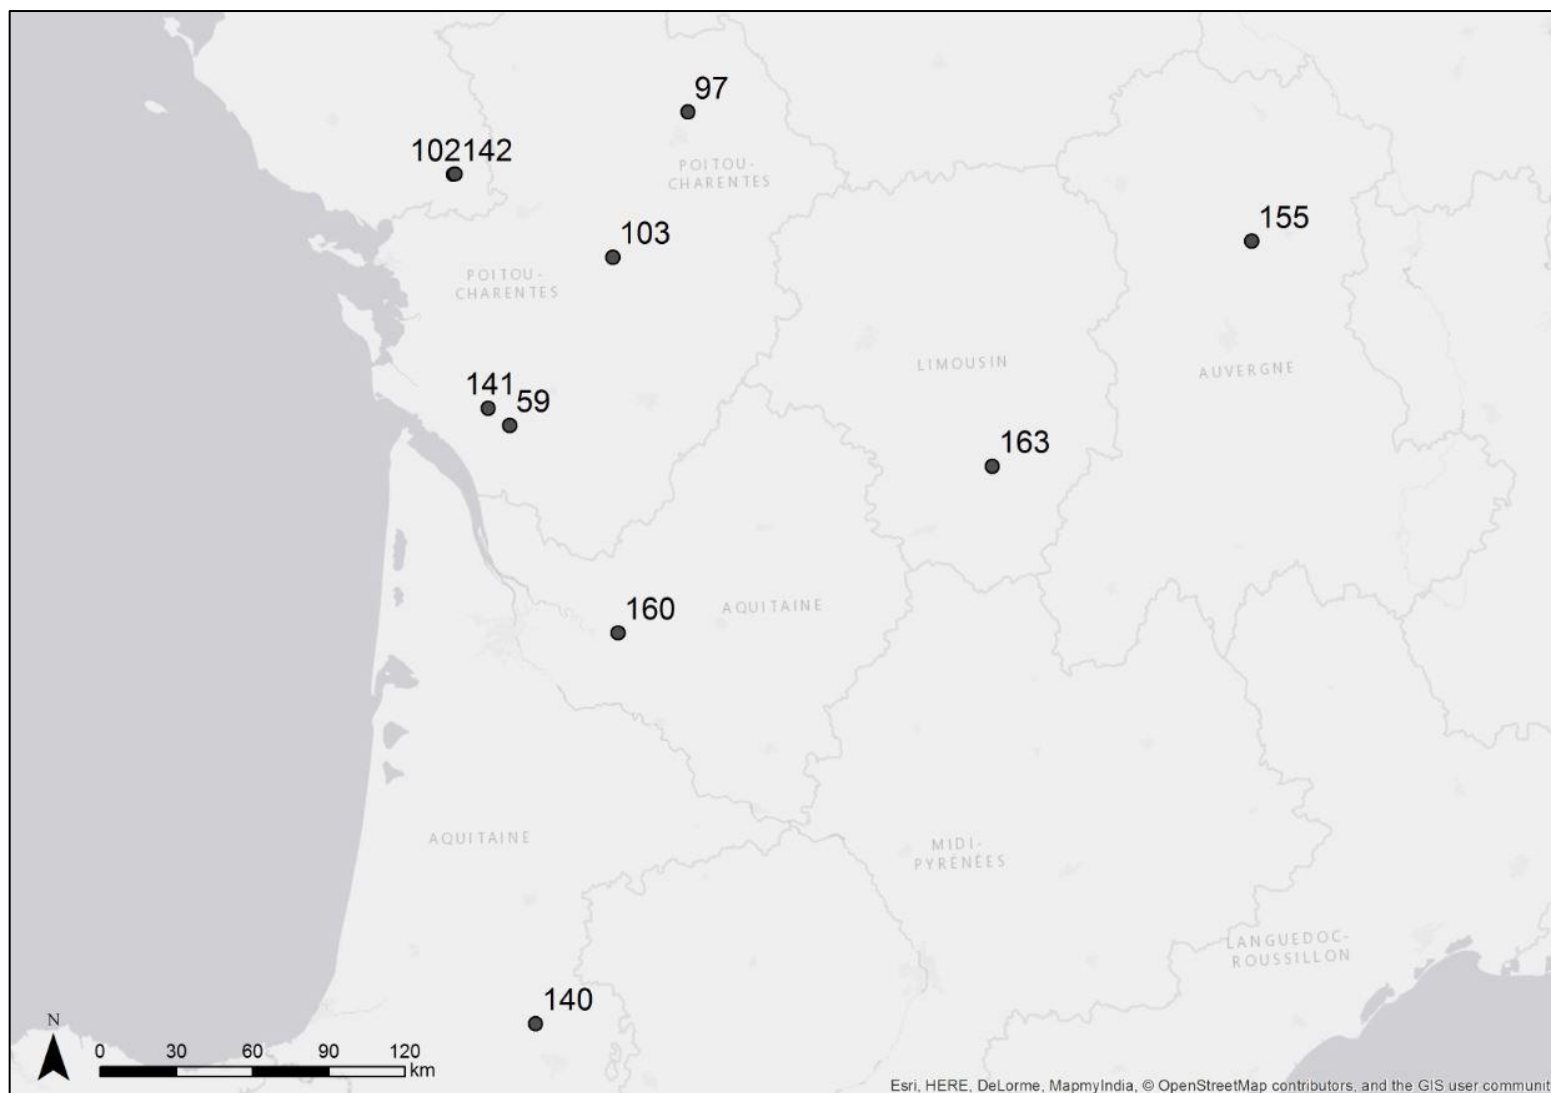 97
102142
POITOU-
CHARENTES
155
103
POITOU-
CHARENTES
LIMOUSIN
AUVERGNE
141
59
163
160
AQUITAINE
AQUITAINE
MIDI-
PYRÉNÉES
LANGUEDOC-
ROUSSILLON
140
N
0 30 60 90 120
km
Esri, HERE, DeLorme, MapmyIndia, © OpenStreetMap contributors, and the GIS user communit